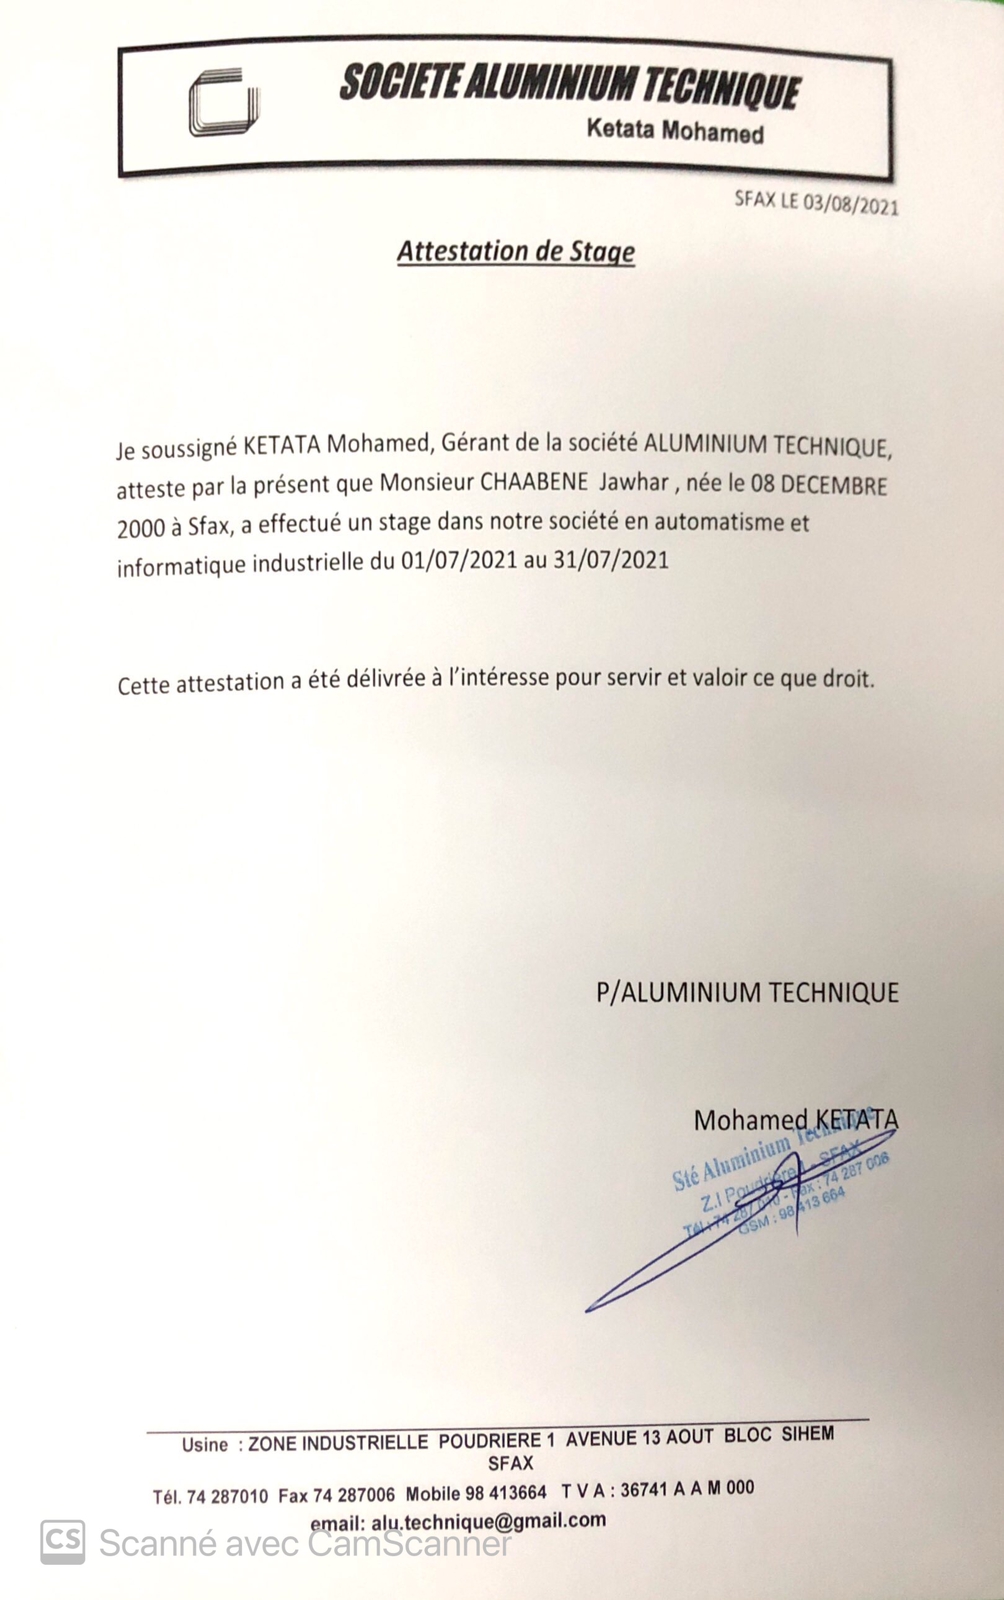 SOCIETE ALUMINIUM TECHNIQUE
Ketata Mohamed
SFAX LE 03/08/2021
Attestation de Stage
Je soussigné KETATA Mohamed, Gérant de la société ALUMINIUM TECHNIQUE,
atteste par la présent que Monsieur CHAABENE Jawhar , née le 08 DECEMBRE
2000 à Sfax, a effectué un stage dans notre société en automatisme et
informatique industrielle du 01/07/2021 au 31/07/2021
Cette attestation a été délivrée à l'intéresse pour servir et valoir ce que droit.
P/ALUMINIUM TECHNIQUE
Mohamed KETATA
Sté Aluminium Technique
Z.I Poudrière 1 - SFAX
Tél : 74 287 010 - Fax : 74 287 006
GSM : 98 413 664
Usine : ZONE INDUSTRIELLE POUDRIERE 1 AVENUE 13 AOUT BLOC SIHEM
SFAX
Tél. 74 287010 Fax 74 287006 Mobile 98 413664 T V A : 36741 A A M 000
email: alu.technique@gmail.com
CS Scanné avec CamScanner